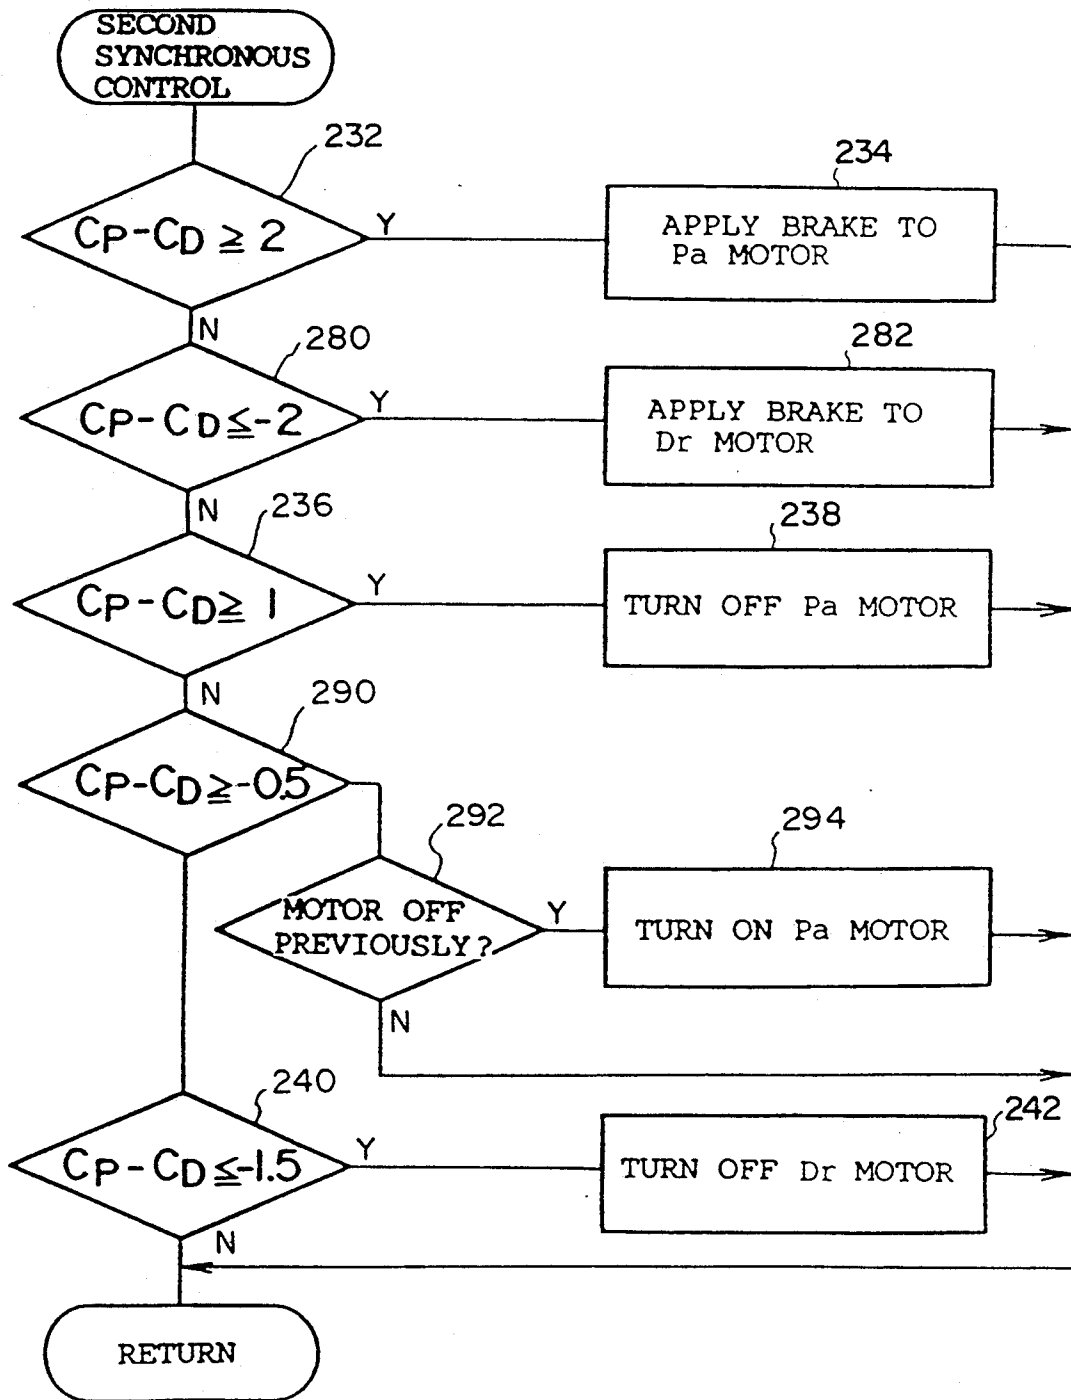 SECOND
SYNCHRONOUS
CONTROL
232
CP-CD ≧ 2
Y
234
APPLY BRAKE TO
Pa MOTOR
N
280
CP-CD ≦ -2
Y
282
APPLY BRAKE TO
Dr MOTOR
N
236
CP-CD ≧ 1
Y
238
TURN OFF Pa MOTOR
N
290
CP-CD ≧ -0.5
292
MOTOR OFF
PREVIOUSLY?
Y
294
TURN ON Pa MOTOR
N
240
CP-CD ≦ -1.5
Y
242
TURN OFF Dr MOTOR
N
RETURN